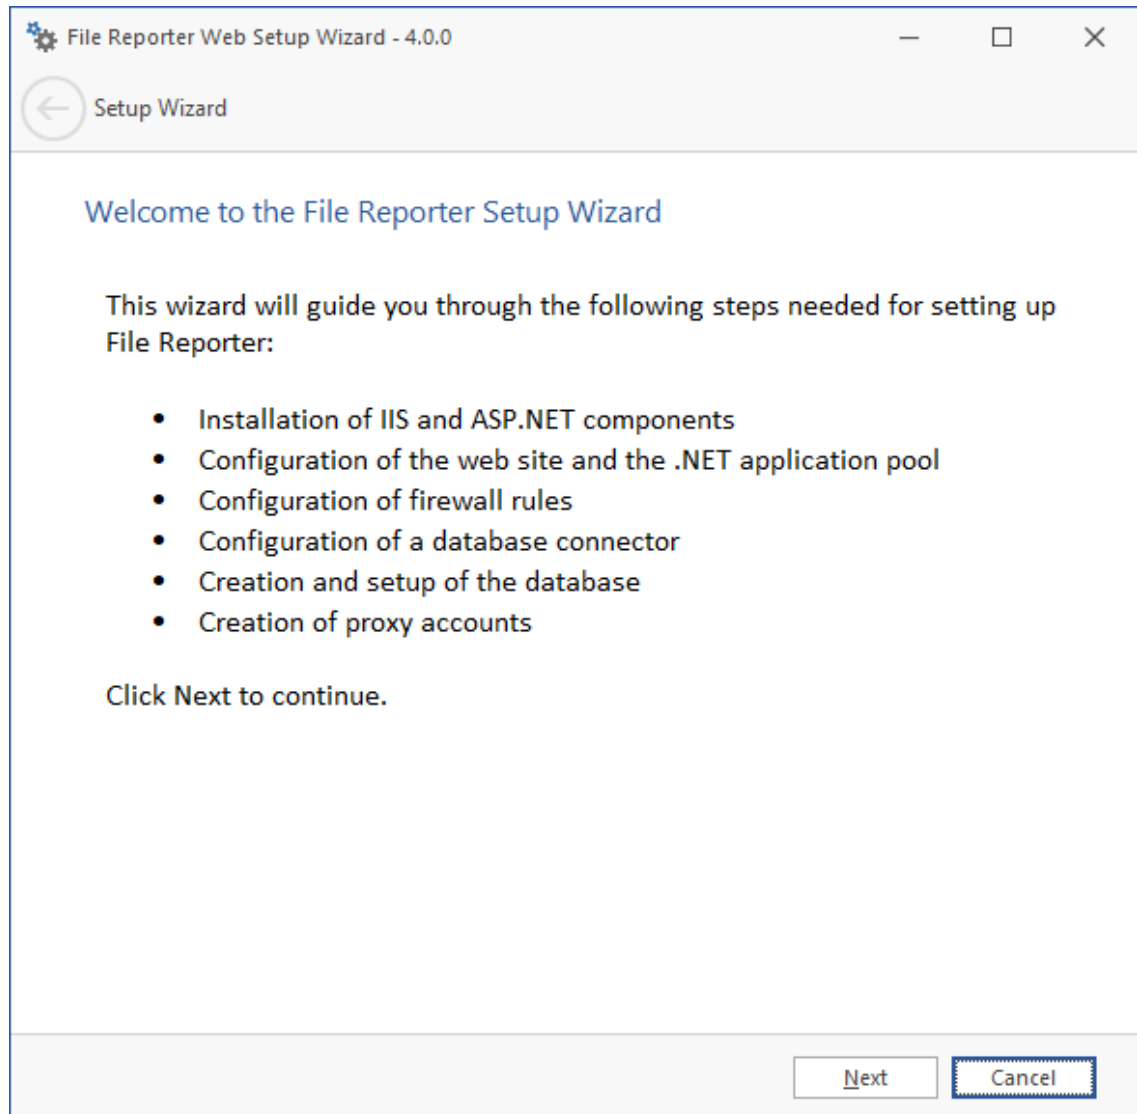 File Reporter Web Setup Wizard - 4.0.0
Setup Wizard
Welcome to the File Reporter Setup Wizard
This wizard will guide you through the following steps needed for setting up
File Reporter:
• Installation of IIS and ASP.NET components
• Configuration of the web site and the .NET application pool
• Configuration of firewall rules
• Configuration of a database connector
• Creation and setup of the database
• Creation of proxy accounts
Click Next to continue.
Next
Cancel